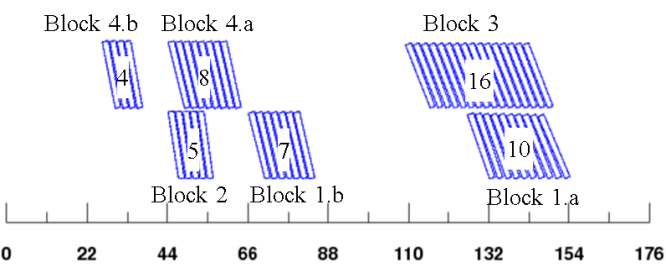 Block 4.b Block 4.a Block 3
4 8 16
5 7 10
Block 2 Block 1.b Block 1.a
0 22 44 66 88 110 132 154 176